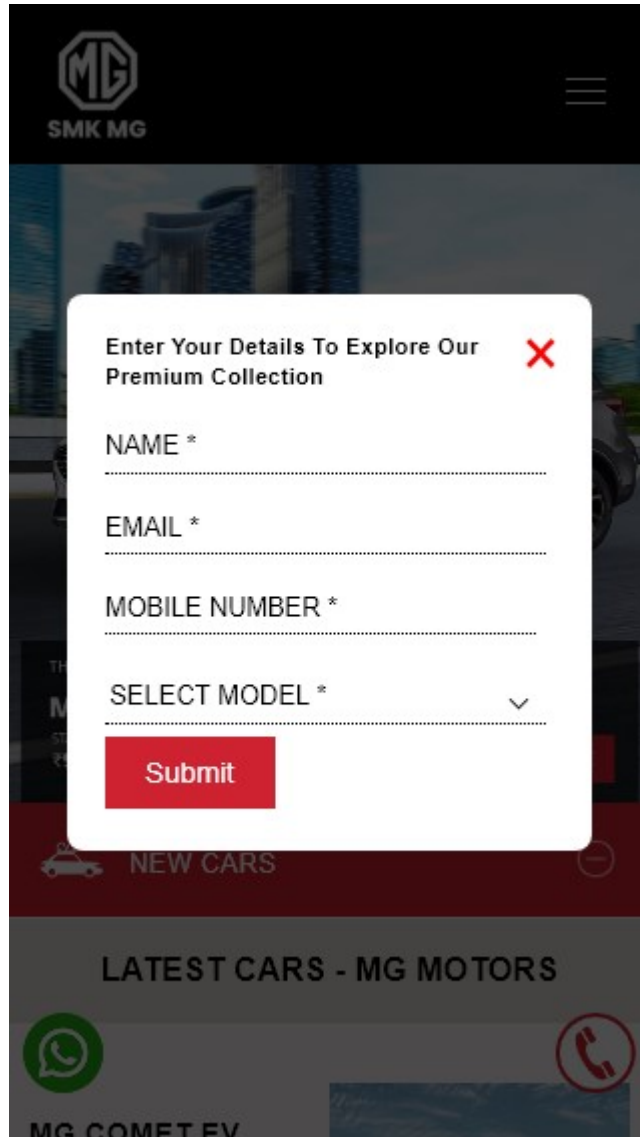 MG
SMK MG
Enter Your Details To Explore Our
Premium Collection
NAME *
EMAIL *
MOBILE NUMBER *
SELECT MODEL *
Submit
TH
M
NEW CARS
LATEST CARS - MG MOTORS
MG COMET EV